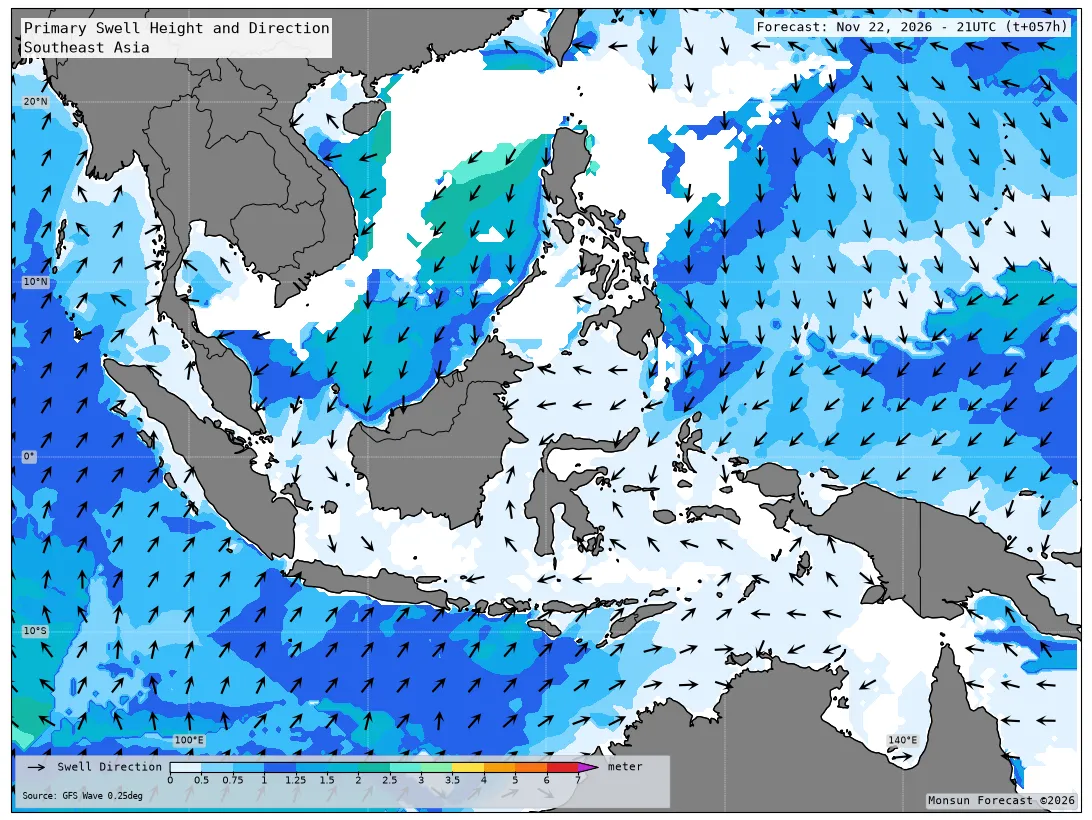 Primary Swell Height and Direction
Southeast Asia
Forecast: Nov 22, 2026 - 21UTC (t+057h)
20°N
10°N
0°
10°S
100°E
140°E
Swell Direction
0 0.5 0.75 1 1.25 1.5 2 2.5 3 3.5 4 5 6 7
meter
Source: GFS Wave 0.25deg
Monsun Forecast ©2026